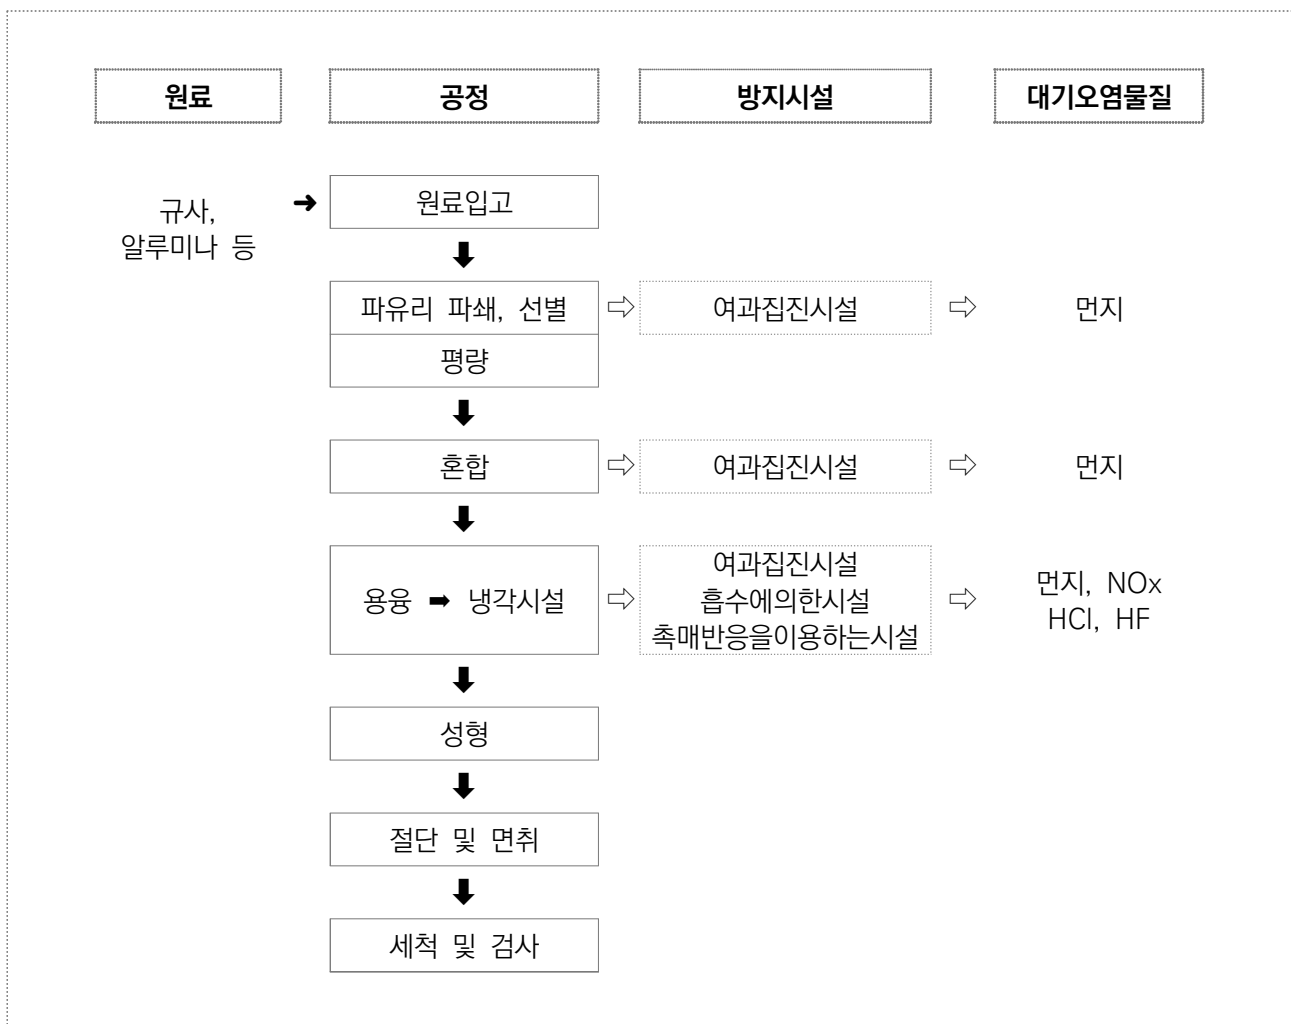 원료 공정 방지시설 대기오염물질
규사,
알루미나 등
➜ 원료입고
파유리 파쇄, 선별 ⇨ 여과집진시설 ⇨ 먼지
평량
혼합 ⇨ 여과집진시설 ⇨ 먼지
용융 ➡ 냉각시설 ⇨
여과집진시설
흡수에의한시설
촉매반응을이용하는시설
⇨ 먼지, NOx
HCl, HF
성형
절단 및 면취
세척 및 검사